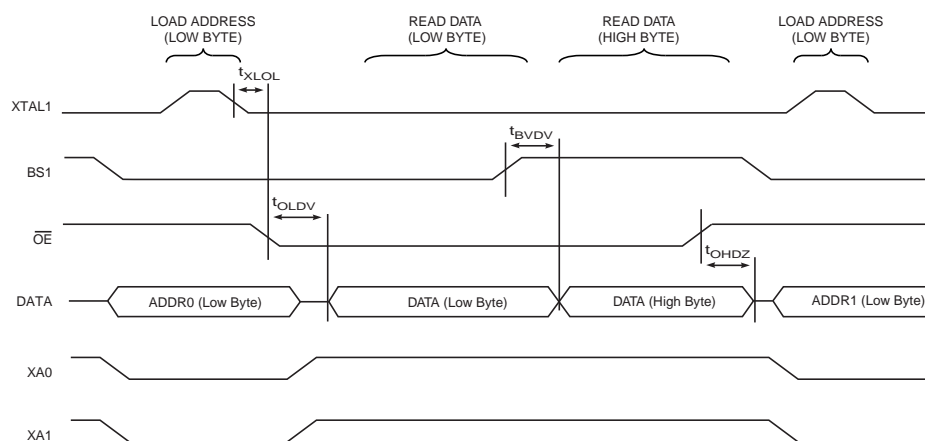 LOAD ADDRESS
(LOW BYTE)
READ DATA
(LOW BYTE)
READ DATA
(HIGH BYTE)
LOAD ADDRESS
(LOW BYTE)
tXLOL
XTAL1
tBVDV
BS1
tOLDV
OE
tOHDZ
DATA
ADDR0 (Low Byte)
DATA (Low Byte)
DATA (High Byte)
ADDR1 (Low Byte)
XA0
XA1